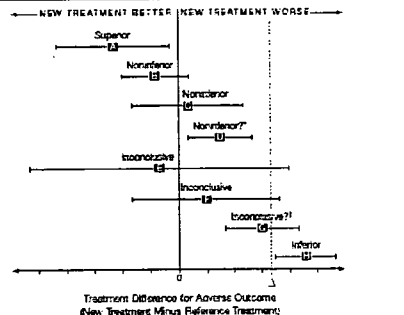 NEW TREATMENT BETTER NEW TREATMENT WORSE
Superior
A
Noninferior
B
Noninferior
C
Noninferior?*
D
Inconclusive
E
Inconclusive
F
Inconclusive?†
G
Inferior
H
0 Δ
Treatment Difference for Adverse Outcome
(New Treatment Minus Reference Treatment)